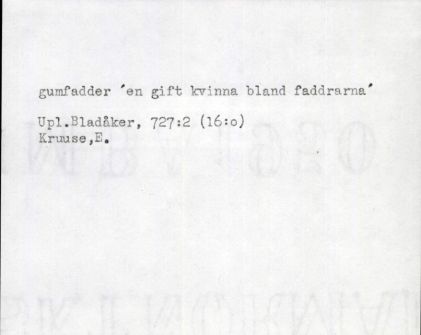 gumfadder ´en gift kvinna bland faddrarna´
Upl.Bladåker, 727:2 (16:o)
Kruuse,E.